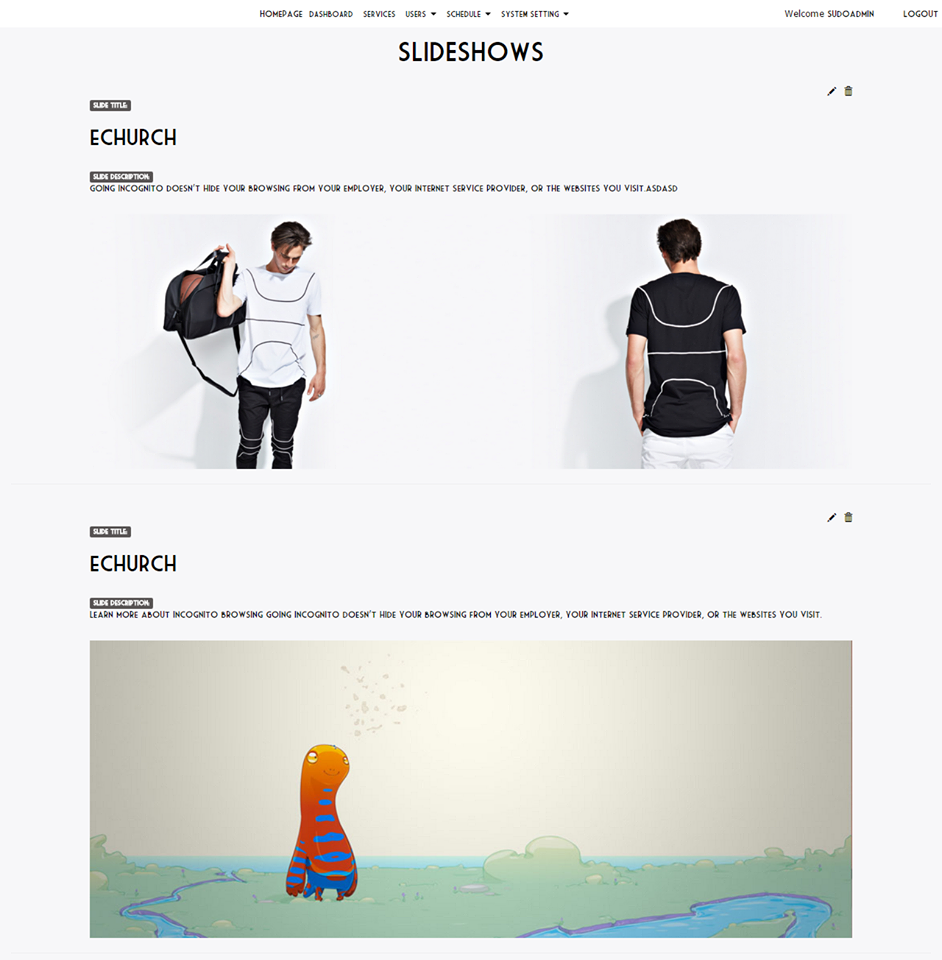 HOMEPAGE DASHBOARD SERVICES USERS SCHEDULE SYSTEM SETTING Welcome SUDOADMIN LOGOUT
SLIDESHOWS
SLIDE TITLE:
ECHURCH
SLIDE DESCRIPTION:
GOING INCOGNITO DOESN'T HIDE YOUR BROWSING FROM YOUR EMPLOYER, YOUR INTERNET SERVICE PROVIDER, OR THE WEBSITES YOU VISIT.ASDASD
SLIDE TITLE:
ECHURCH
SLIDE DESCRIPTION:
LEARN MORE ABOUT INCOGNITO BROWSING GOING INCOGNITO DOESN'T HIDE YOUR BROWSING FROM YOUR EMPLOYER, YOUR INTERNET SERVICE PROVIDER, OR THE WEBSITES YOU VISIT.